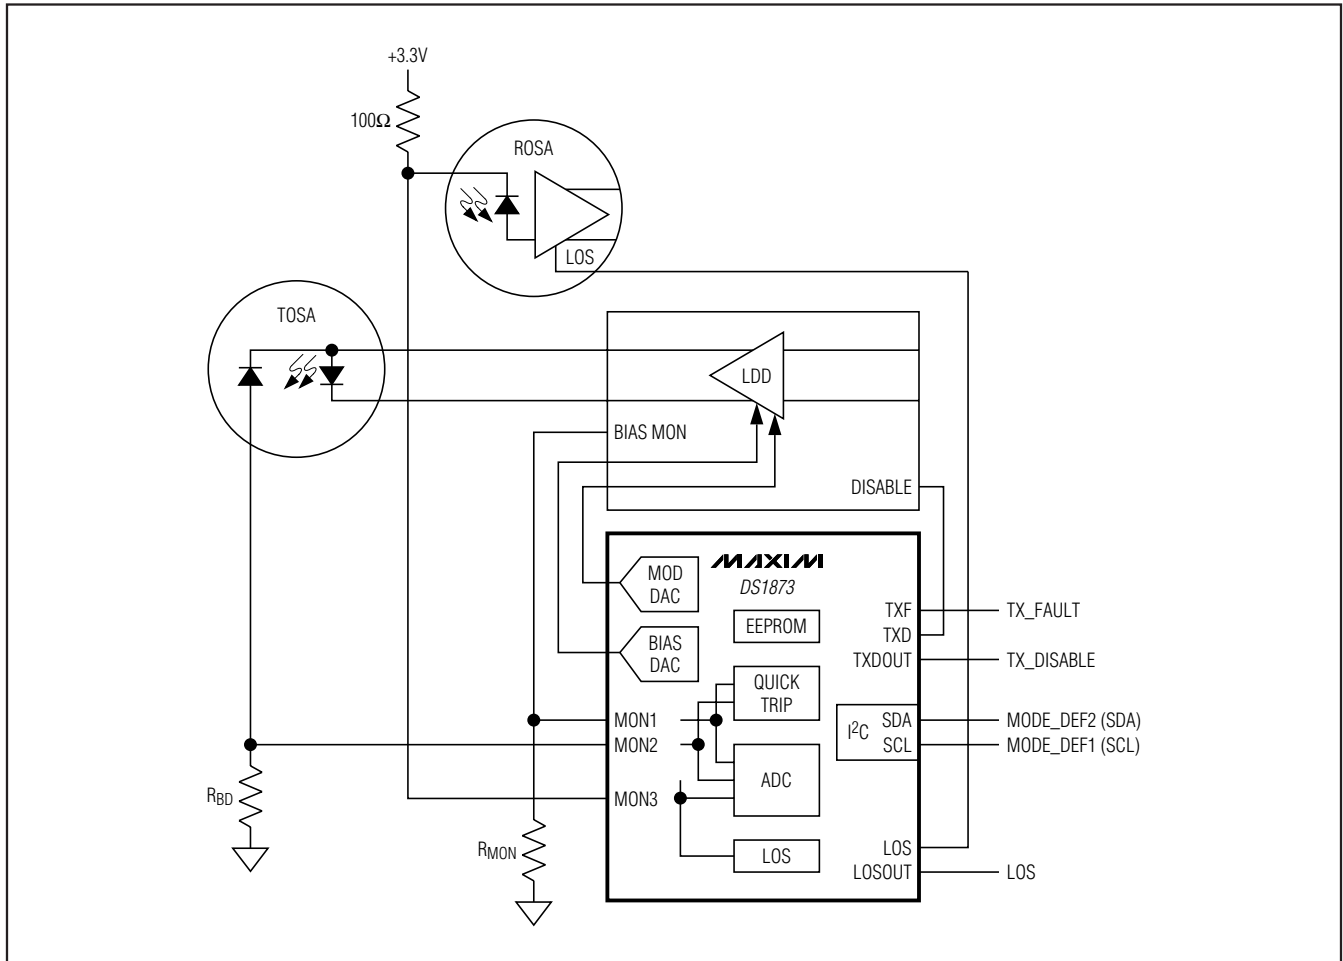 +3.3V
100Ω
ROSA
LOS
TOSA
LDD
BIAS MON
DISABLE
MAXIM
DS1873
MOD
DAC
EEPROM
BIAS
DAC
QUICK
TRIP
TXF
TX_FAULT
TXD
TXDOUT
TX_DISABLE
MON1
MON2
MON3
ADC
I²C
SDA
SCL
MODE_DEF2 (SDA)
MODE_DEF1 (SCL)
RBD
RMON
LOS
LOS
LOSOUT
LOS